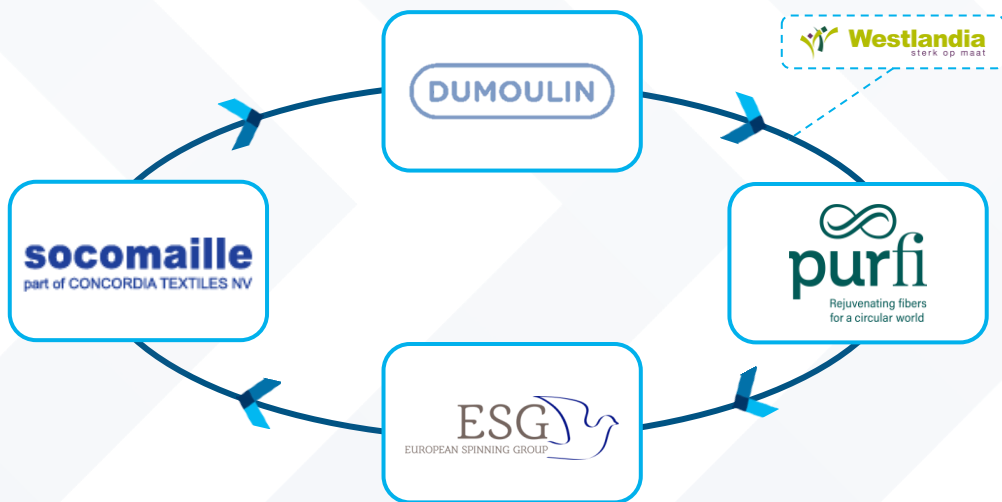 Westlandia
sterk op maat
DUMOULIN
socomaille
part of CONCORDIA TEXTILES NV
purfi
Rejuvenating fibers
for a circular world
ESG
EUROPEAN SPINNING GROUP